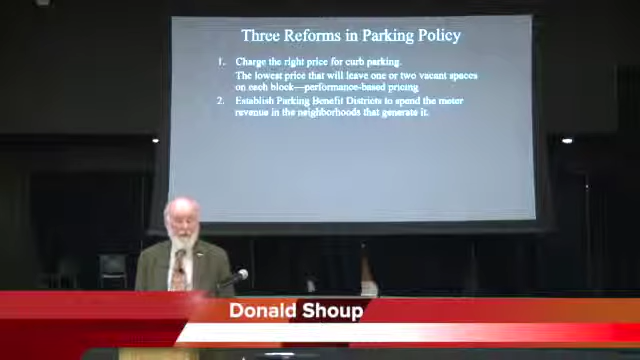 Three Reforms in Parking Policy
1. Charge the right price for curb parking.
The lowest price that will leave one or two vacant spaces
on each block—performance-based pricing
2. Establish Parking Benefit Districts to spend the meter
revenue in the neighborhoods that generate it.
Donald Shoup